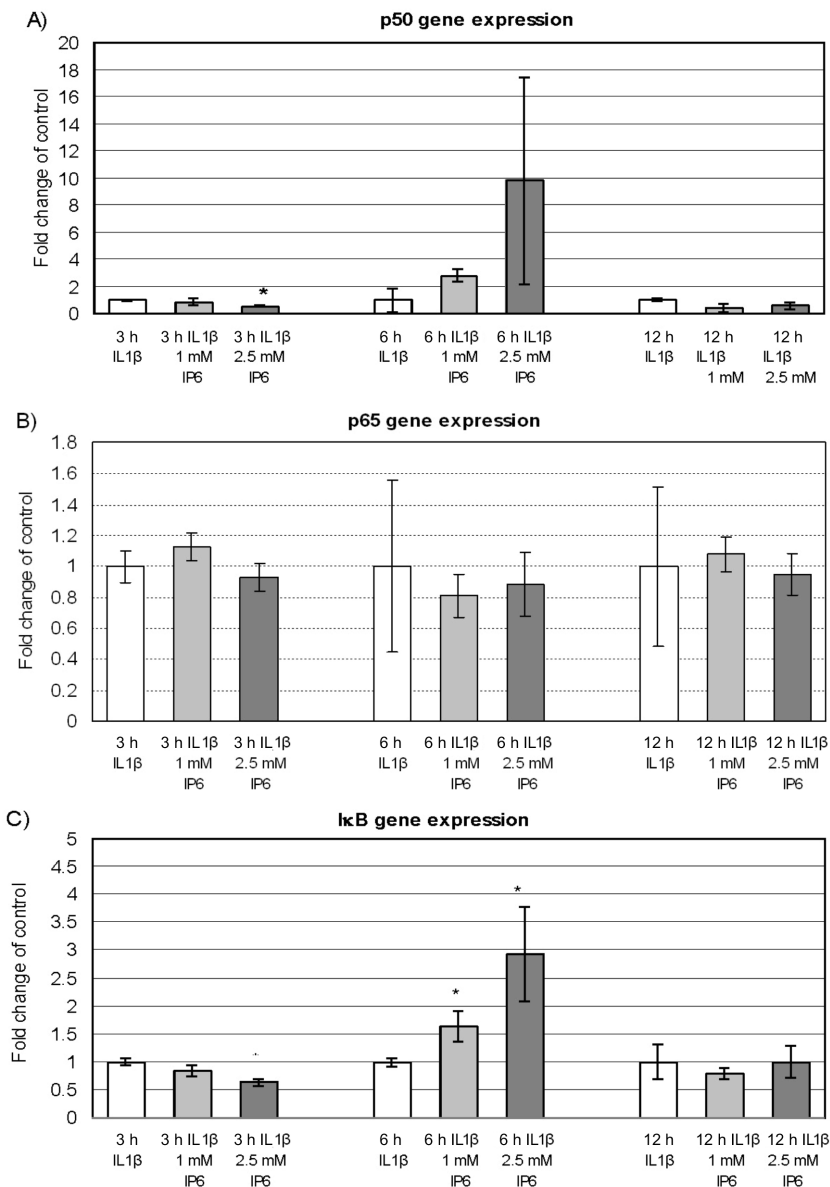 A)
p50 gene expression
Fold change of control
20
18
16
14
12
10
8
6
4
2
0
*
3 h 3 h IL1β 3 h IL1β 6 h 6 h IL1β 6 h IL1β 12 h 12 h 12 h
IL1β 1 mM 2.5 mM IL1β 1 mM 2.5 mM IL1β IL1β IL1β
IP6 IP6 IP6 IP6 1 mM 2.5 mM
B)
p65 gene expression
Fold change of control
1.8
1.6
1.4
1.2
1
0.8
0.6
0.4
0.2
0
3 h 3 h IL1β 3 h IL1β 6 h 6 h IL1β 6 h IL1β 12 h 12 h IL1β 12 h IL1β
IL1β 1 mM 2.5 mM IL1β 1 mM 2.5 mM IL1β 1 mM 2.5 mM
IP6 IP6 IP6 IP6 IP6 IP6
C)
IκB gene expression
Fold change of control
5
4.5
4
3.5
3
2.5
2
1.5
1
0.5
0
*
*
*
3 h 3 h IL1β 3 h IL1β 6 h 6 h IL1β 6 h IL1β 12 h 12 h IL1β 12 h IL1β
IL1β 1 mM 2.5 mM IL1β 1 mM 2.5 mM IL1β 1 mM 2.5 mM
IP6 IP6 IP6 IP6 IP6 IP6